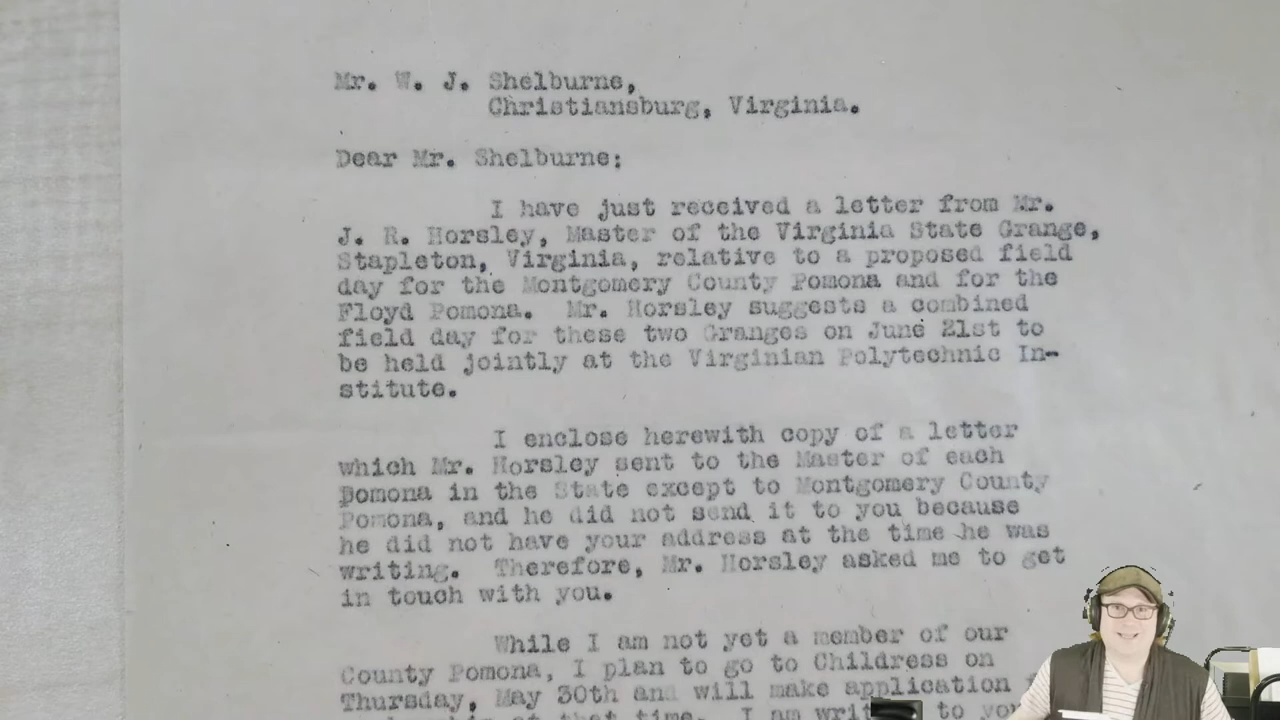 Mr. W. J. Shelburne,
Christiansburg, Virginia.
Dear Mr. Shelburne:
I have just received a letter from Mr.
J. R. Horsley, Master of the Virginia State Grange,
Stapleton, Virginia, relative to a proposed field
day for the Montgomery County Pomona and for the
Floyd Pomona. Mr. Horsley suggests a combined
field day for these two Granges on June 21st to
be held jointly at the Virginian Polytechnic In-
stitute.
I enclose herewith copy of a letter
which Mr. Horsley sent to the Master of each
pomona in the State except to Montgomery County
Pomona, and he did not send it to you because
he did not have your address at the time he was
writing. Therefore, Mr. Horsley asked me to get
in touch with you.
While I am not yet a member of our
County Pomona, I plan to go to Childress on
Thursday, May 30th and will make application
at that time. I am to you